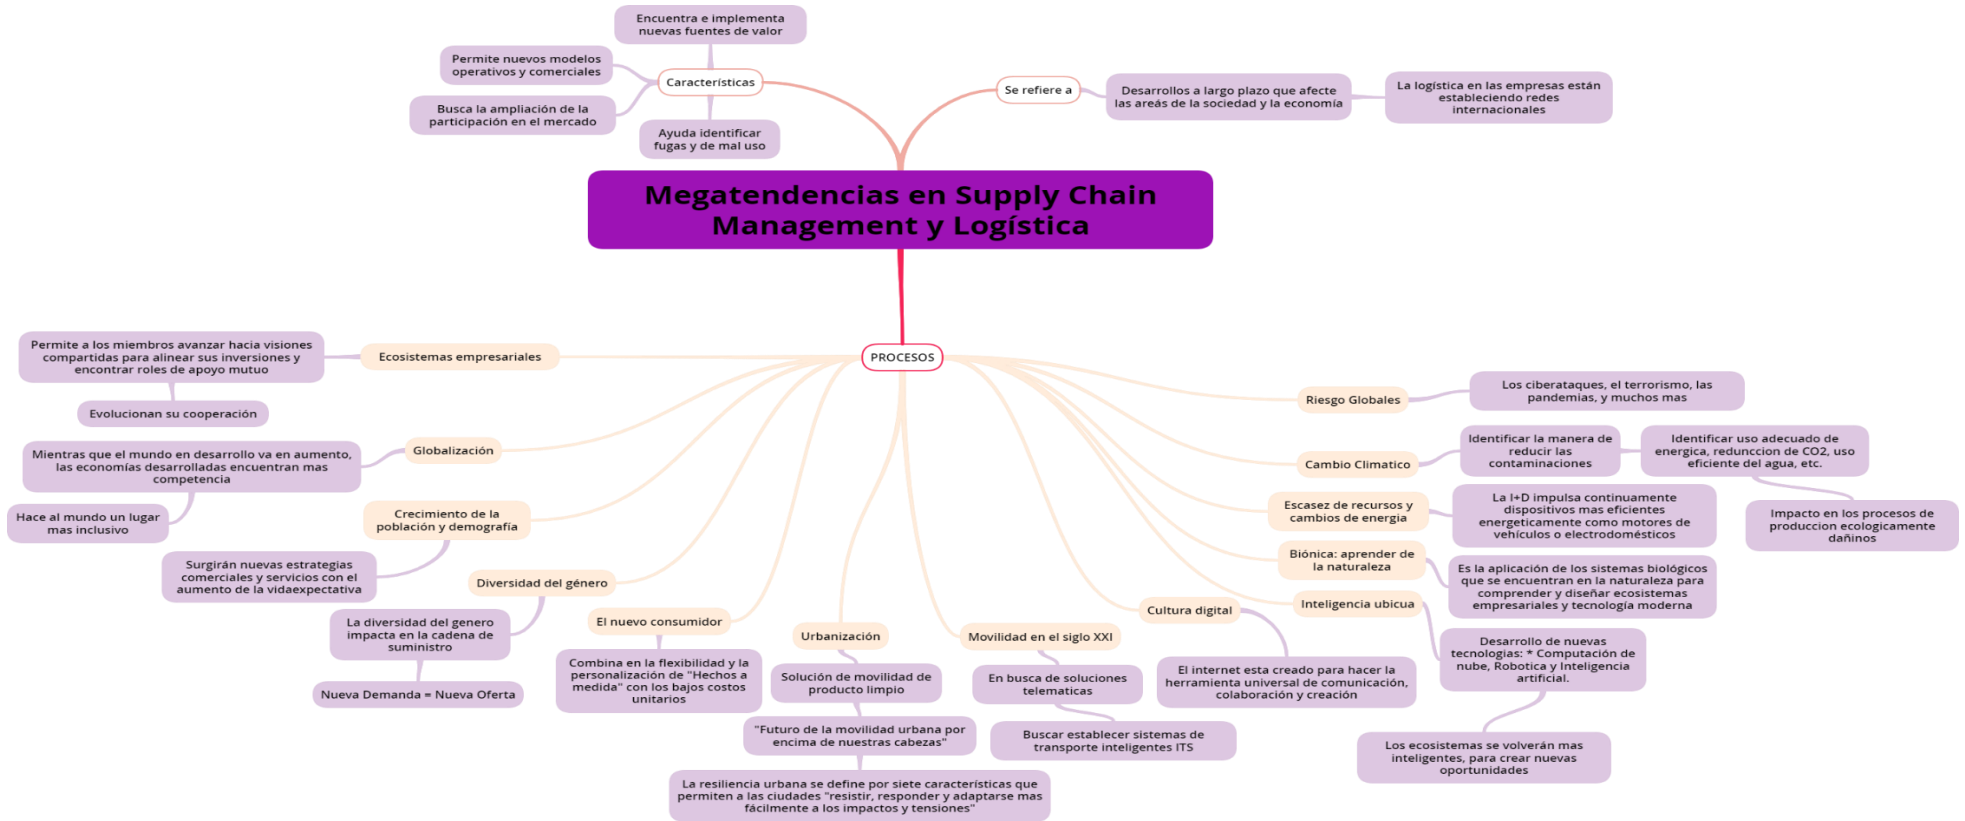 Encuentra e implementa
nuevas fuentes de valor
Permite nuevos modelos
operativos y comerciales
Características
Busca la ampliación de la
participación en el mercado
Ayuda identificar
fugas y de mal uso
Se refiere a
Desarrollos a largo plazo que afecte
las areás de la sociedad y la economía
La logística en las empresas están
estableciendo redes
internacionales
Megatendencias en Supply Chain
Management y Logística
PROCESOS
Ecosistemas empresariales
Permite a los miembros avanzar hacia visiones
compartidas para alinear sus inversiones y
encontrar roles de apoyo mutuo
Evolucionan su cooperación
Globalización
Mientras que el mundo en desarrollo va en aumento,
las economías desarrolladas encuentran mas
competencia
Hace al mundo un lugar
mas inclusivo
Crecimiento de la
población y demografía
Surgirán nuevas estrategias
comerciales y servicios con el
aumento de la vidaexpectativa
Diversidad del género
La diversidad del genero
impacta en la cadena de
suministro
Nueva Demanda = Nueva Oferta
El nuevo consumidor
Combina en la flexibilidad y la
personalización de "Hechos a
medida" con los bajos costos
unitarios
Urbanización
Solución de movilidad de
producto limpio
"Futuro de la movilidad urbana por
encima de nuestras cabezas"
La resiliencia urbana se define por siete características que
permiten a las ciudades "resistir, responder y adaptarse mas
fácilmente a los impactos y tensiones"
Movilidad en el siglo XXI
En busca de soluciones
telematicas
Buscar establecer sistemas de
transporte inteligentes ITS
Cultura digital
El internet esta creado para hacer la
herramienta universal de comunicación,
colaboración y creación
Inteligencia ubicua
Desarrollo de nuevas
tecnologias: * Computación de
nube, Robotica y Inteligencia
artificial.
Los ecosistemas se volverán mas
inteligentes, para crear nuevas
oportunidades
Biónica: aprender de
la naturaleza
Es la aplicación de los sistemas biológicos
que se encuentran en la naturaleza para
comprender y diseñar ecosistemas
empresariales y tecnología moderna
Escasez de recursos y
cambios de energia
La I+D impulsa continuamente
dispositivos mas eficientes
energeticamente como motores de
vehículos o electrodomésticos
Cambio Climatico
Identificar la manera de
reducir las
contaminaciones
Identificar uso adecuado de
energica, redunccion de CO2, uso
eficiente del agua, etc.
Impacto en los procesos de
produccion ecologicamente
dañinos
Riesgo Globales
Los ciberataques, el terrorismo, las
pandemias, y muchos mas